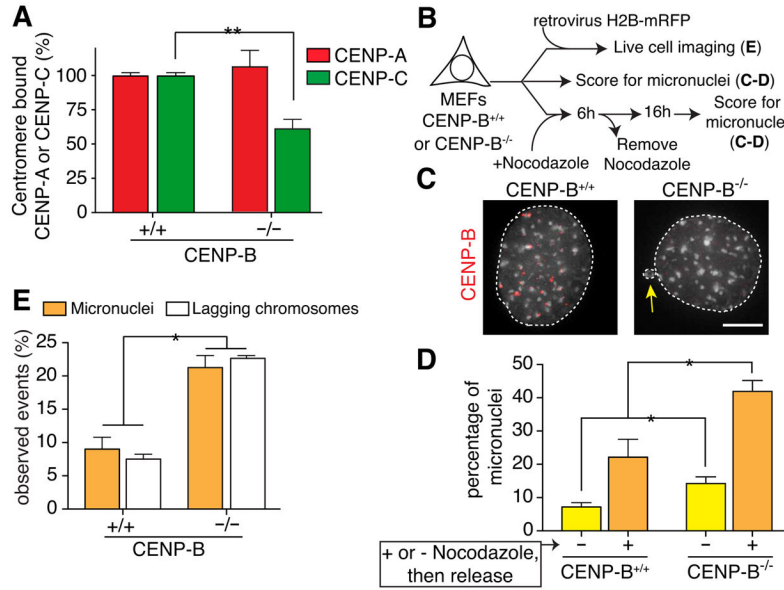 A
**
CENP-A
CENP-C
Centromere bound
CENP-A or CENP-C (%)
100
75
50
25
0
+/+
−/−
CENP-B
B
retrovirus H2B-mRFP
Live cell imaging (E)
Score for micronuclei (C-D)
MEFs
CENP-B+/+
or CENP-B-/-
6h
16h
Score for
micronuclei
(C-D)
+Nocodazole
Remove
Nocodazole
C
CENP-B+/+
CENP-B-/-
CENP-B
D
percentage of
micronuclei
50
40
30
20
10
0
*
*
−
+
−
+
+ or - Nocodazole,
then release
CENP-B+/+
CENP-B-/-
E
Micronuclei
Lagging chromosomes
observed events (%)
25
20
15
10
5
0
*
+/+
−/−
CENP-B